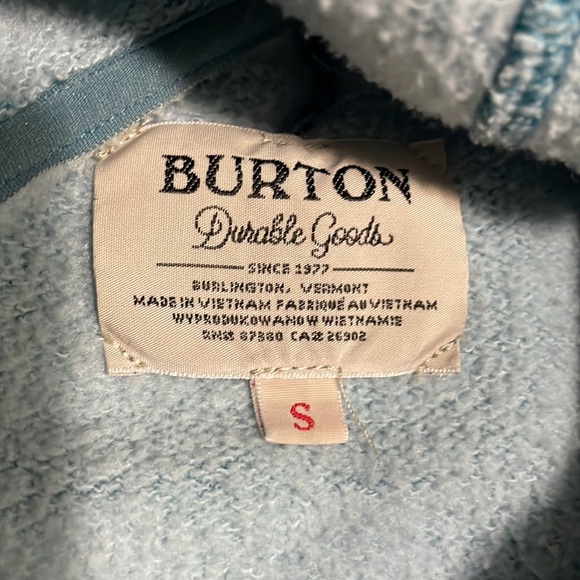 BURTON
Durable Goods
SINCE 1977
BURLINGTON, VERMONT
MADE IN VIETNAM FABRIQUÉ AU VIETNAM
WYPRODUKOWANO W WIETNAMIE
RN# 67380 CA# 26902
S